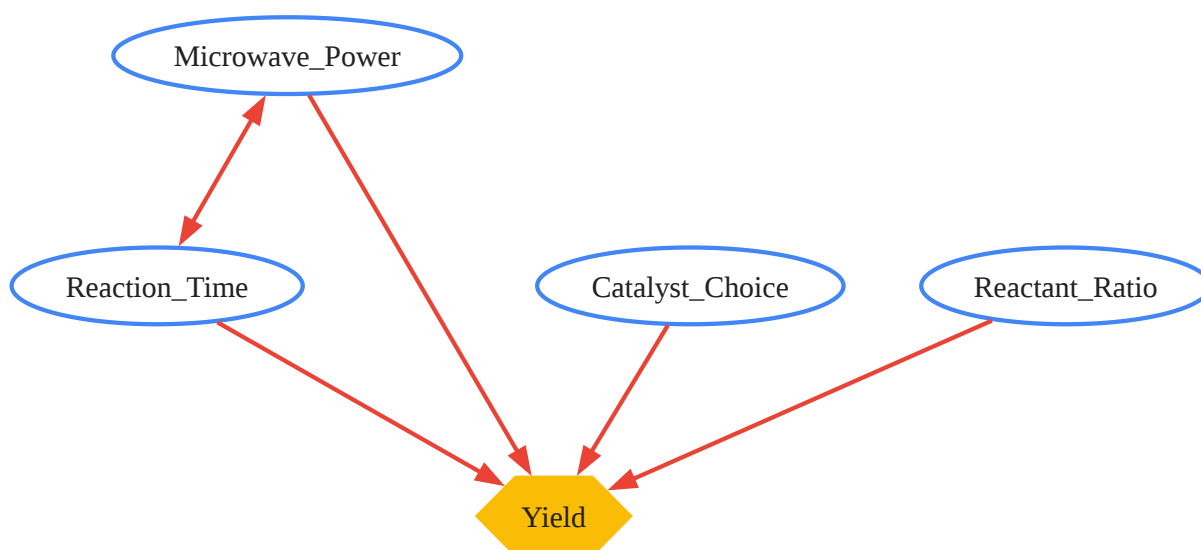 Microwave_Power
Reaction_Time
Catalyst_Choice
Reactant_Ratio
Yield